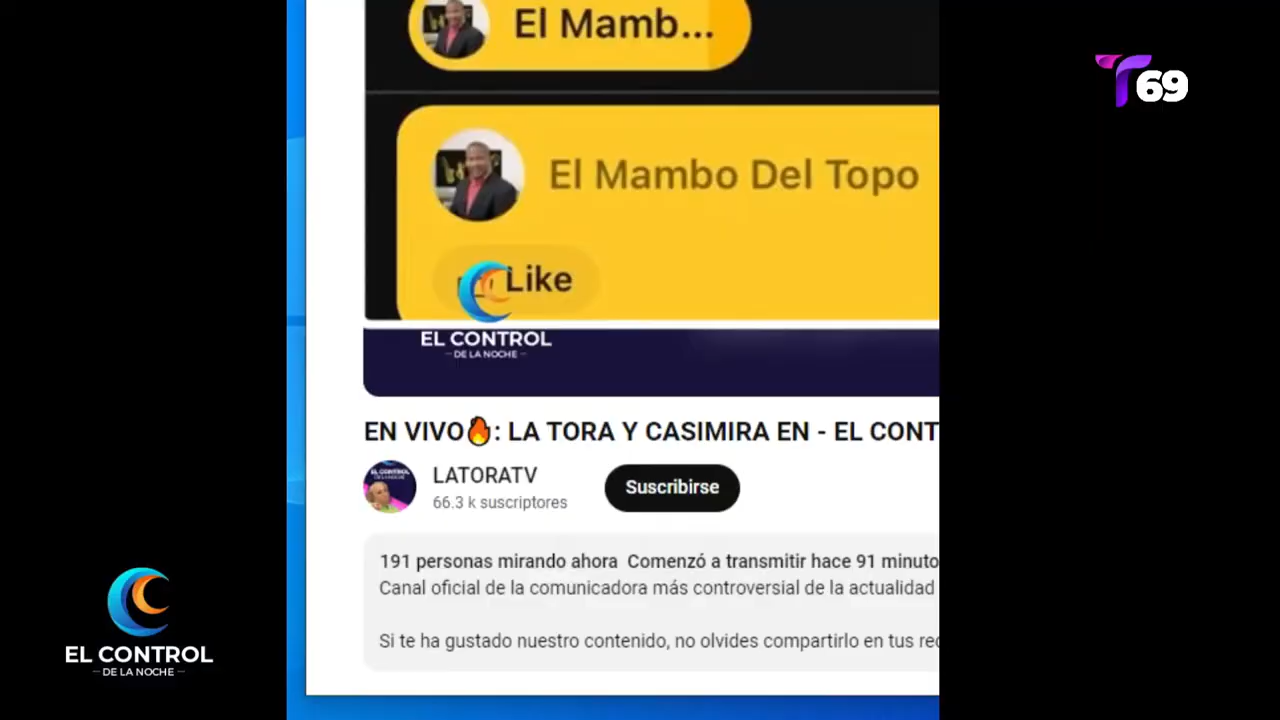 El Mamb...
T69
El Mambo Del Topo
Like
EL CONTROL
DE LA NOCHE
EN VIVO🔥: LA TORA Y CASIMIRA EN - EL CONT
LATORATV
66.3 k suscriptores
Suscribirse
191 personas mirando ahora Comenzó a transmitir hace 91 minuto
Canal oficial de la comunicadora más controversial de la actualidad
Si te ha gustado nuestro contenido, no olvides compartirlo en tus red
EL CONTROL
DE LA NOCHE